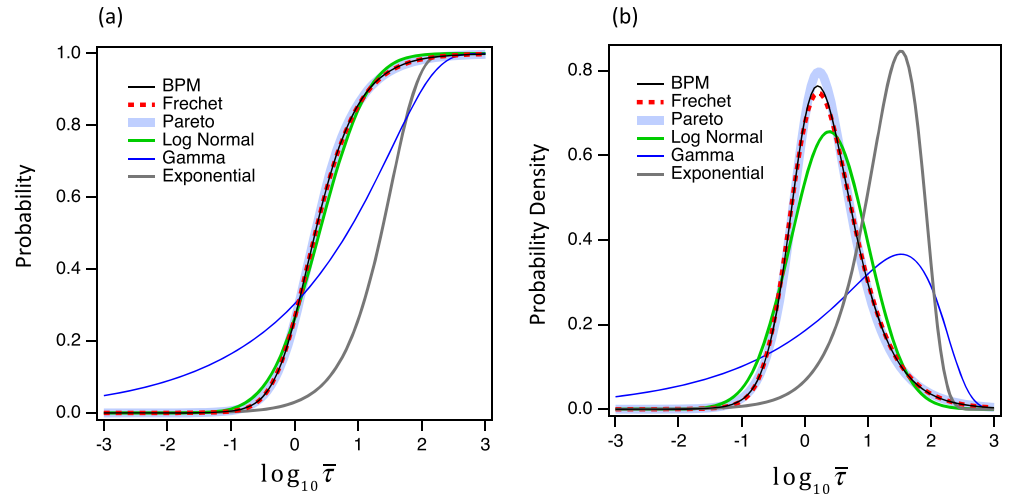 (a)
Probability
1.0
0.8
0.6
0.4
0.2
0.0
BPM
Frechet
Pareto
Log Normal
Gamma
Exponential
-3 -2 -1 0 1 2 3
log₁₀ τ̅
(b)
Probability Density
0.8
0.6
0.4
0.2
0.0
BPM
Frechet
Pareto
Log Normal
Gamma
Exponential
-3 -2 -1 0 1 2 3
log₁₀ τ̅